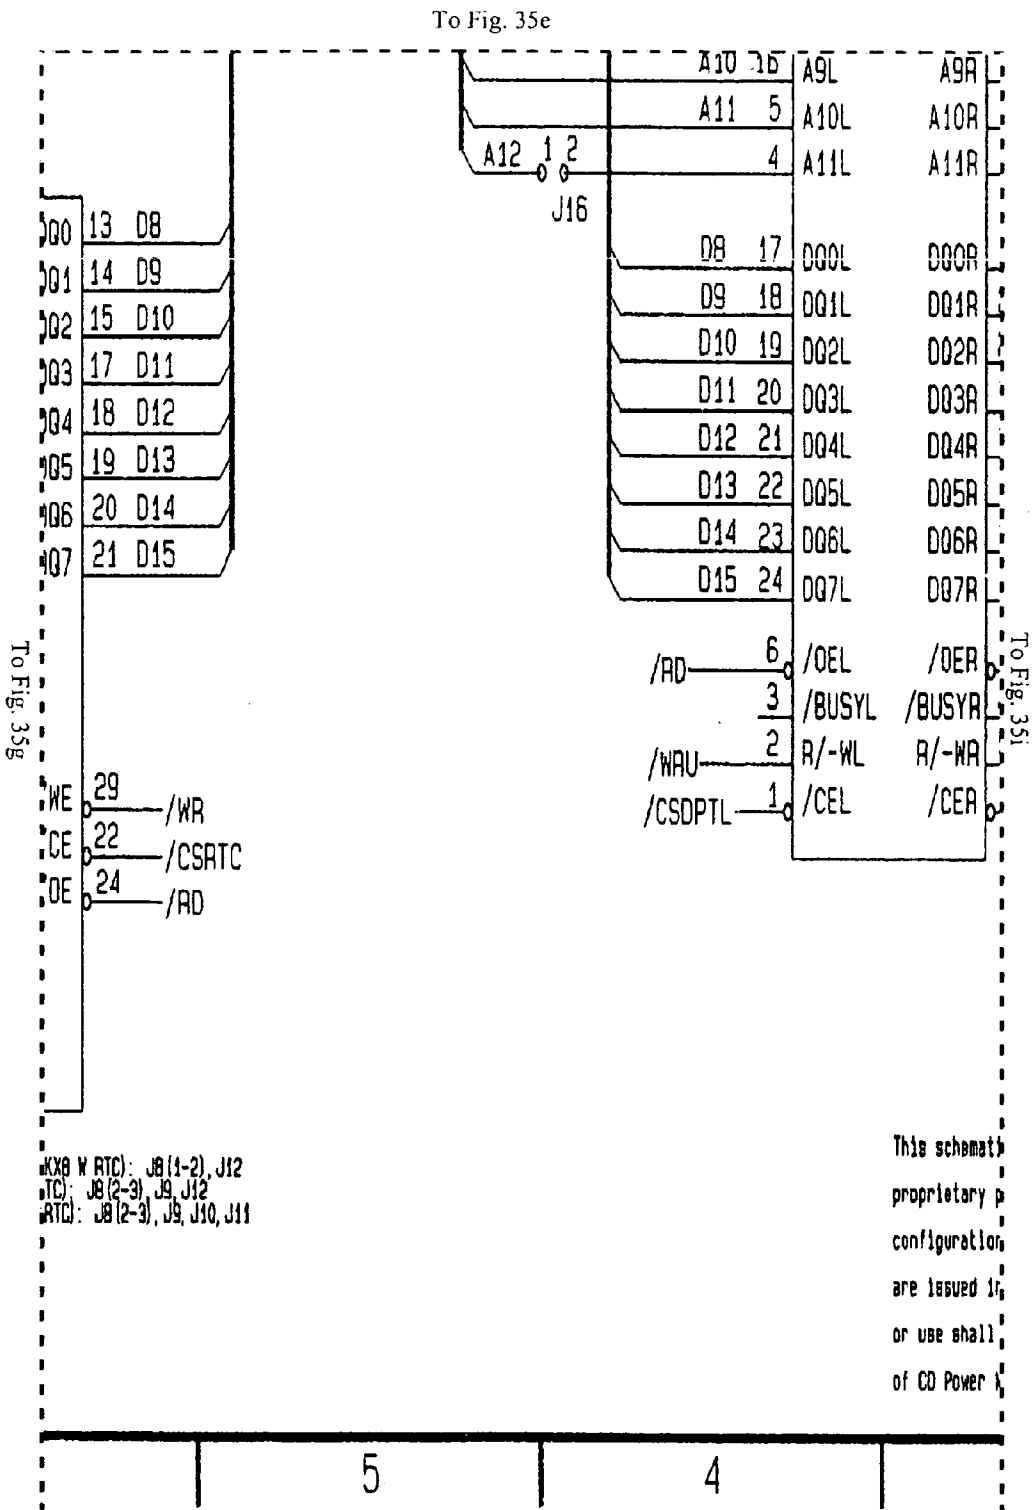 To Fig. 35e
A10 16 A9L A9R
A11 5 A10L A10R
A12 1 2 4 A11L A11R
J16
DQ0 13 D8
DQ1 14 D9
DQ2 15 D10
DQ3 17 D11
DQ4 18 D12
DQ5 19 D13
DQ6 20 D14
DQ7 21 D15
D8 17 DQ0L DQ0R
D9 18 DQ1L DQ1R
D10 19 DQ2L DQ2R
D11 20 DQ3L DQ3R
D12 21 DQ4L DQ4R
D13 22 DQ5L DQ5R
D14 23 DQ6L DQ6R
D15 24 DQ7L DQ7R
/RD 6 /OEL /OER
3 /BUSYL /BUSYR
/WRU 2 R/-WL R/-WR
/CSDPTL 1 /CEL /CER
To Fig. 35g
To Fig. 35i
WE 29 /WR
CE 22 /CSRTC
OE 24 /RD
KX8 W RTC): J8(1-2), J12
TC): J8(2-3), J9, J12
RTC): J8(2-3), J9, J10, J11
This schemati
proprietary p
configuration
are issued in
or use shall
of CD Power
5 4